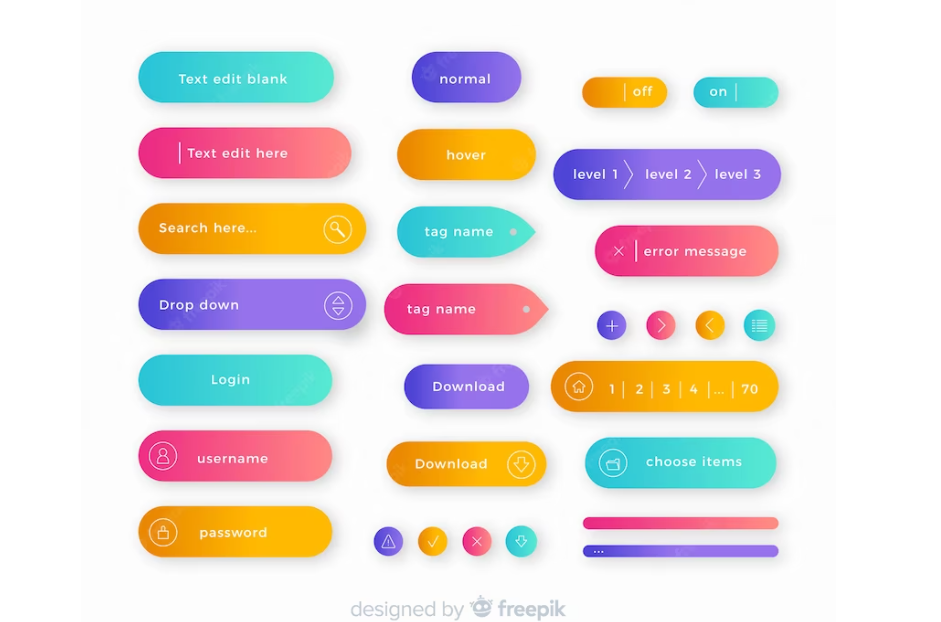 Text edit blank
Text edit here
Search here...
Drop down
Login
username
password
normal
hover
tag name
tag name
Download
Download
off
on
level 1 level 2 level 3
error message
1 | 2 | 3 | 4 |... | 70
choose items
...
designed by freepik